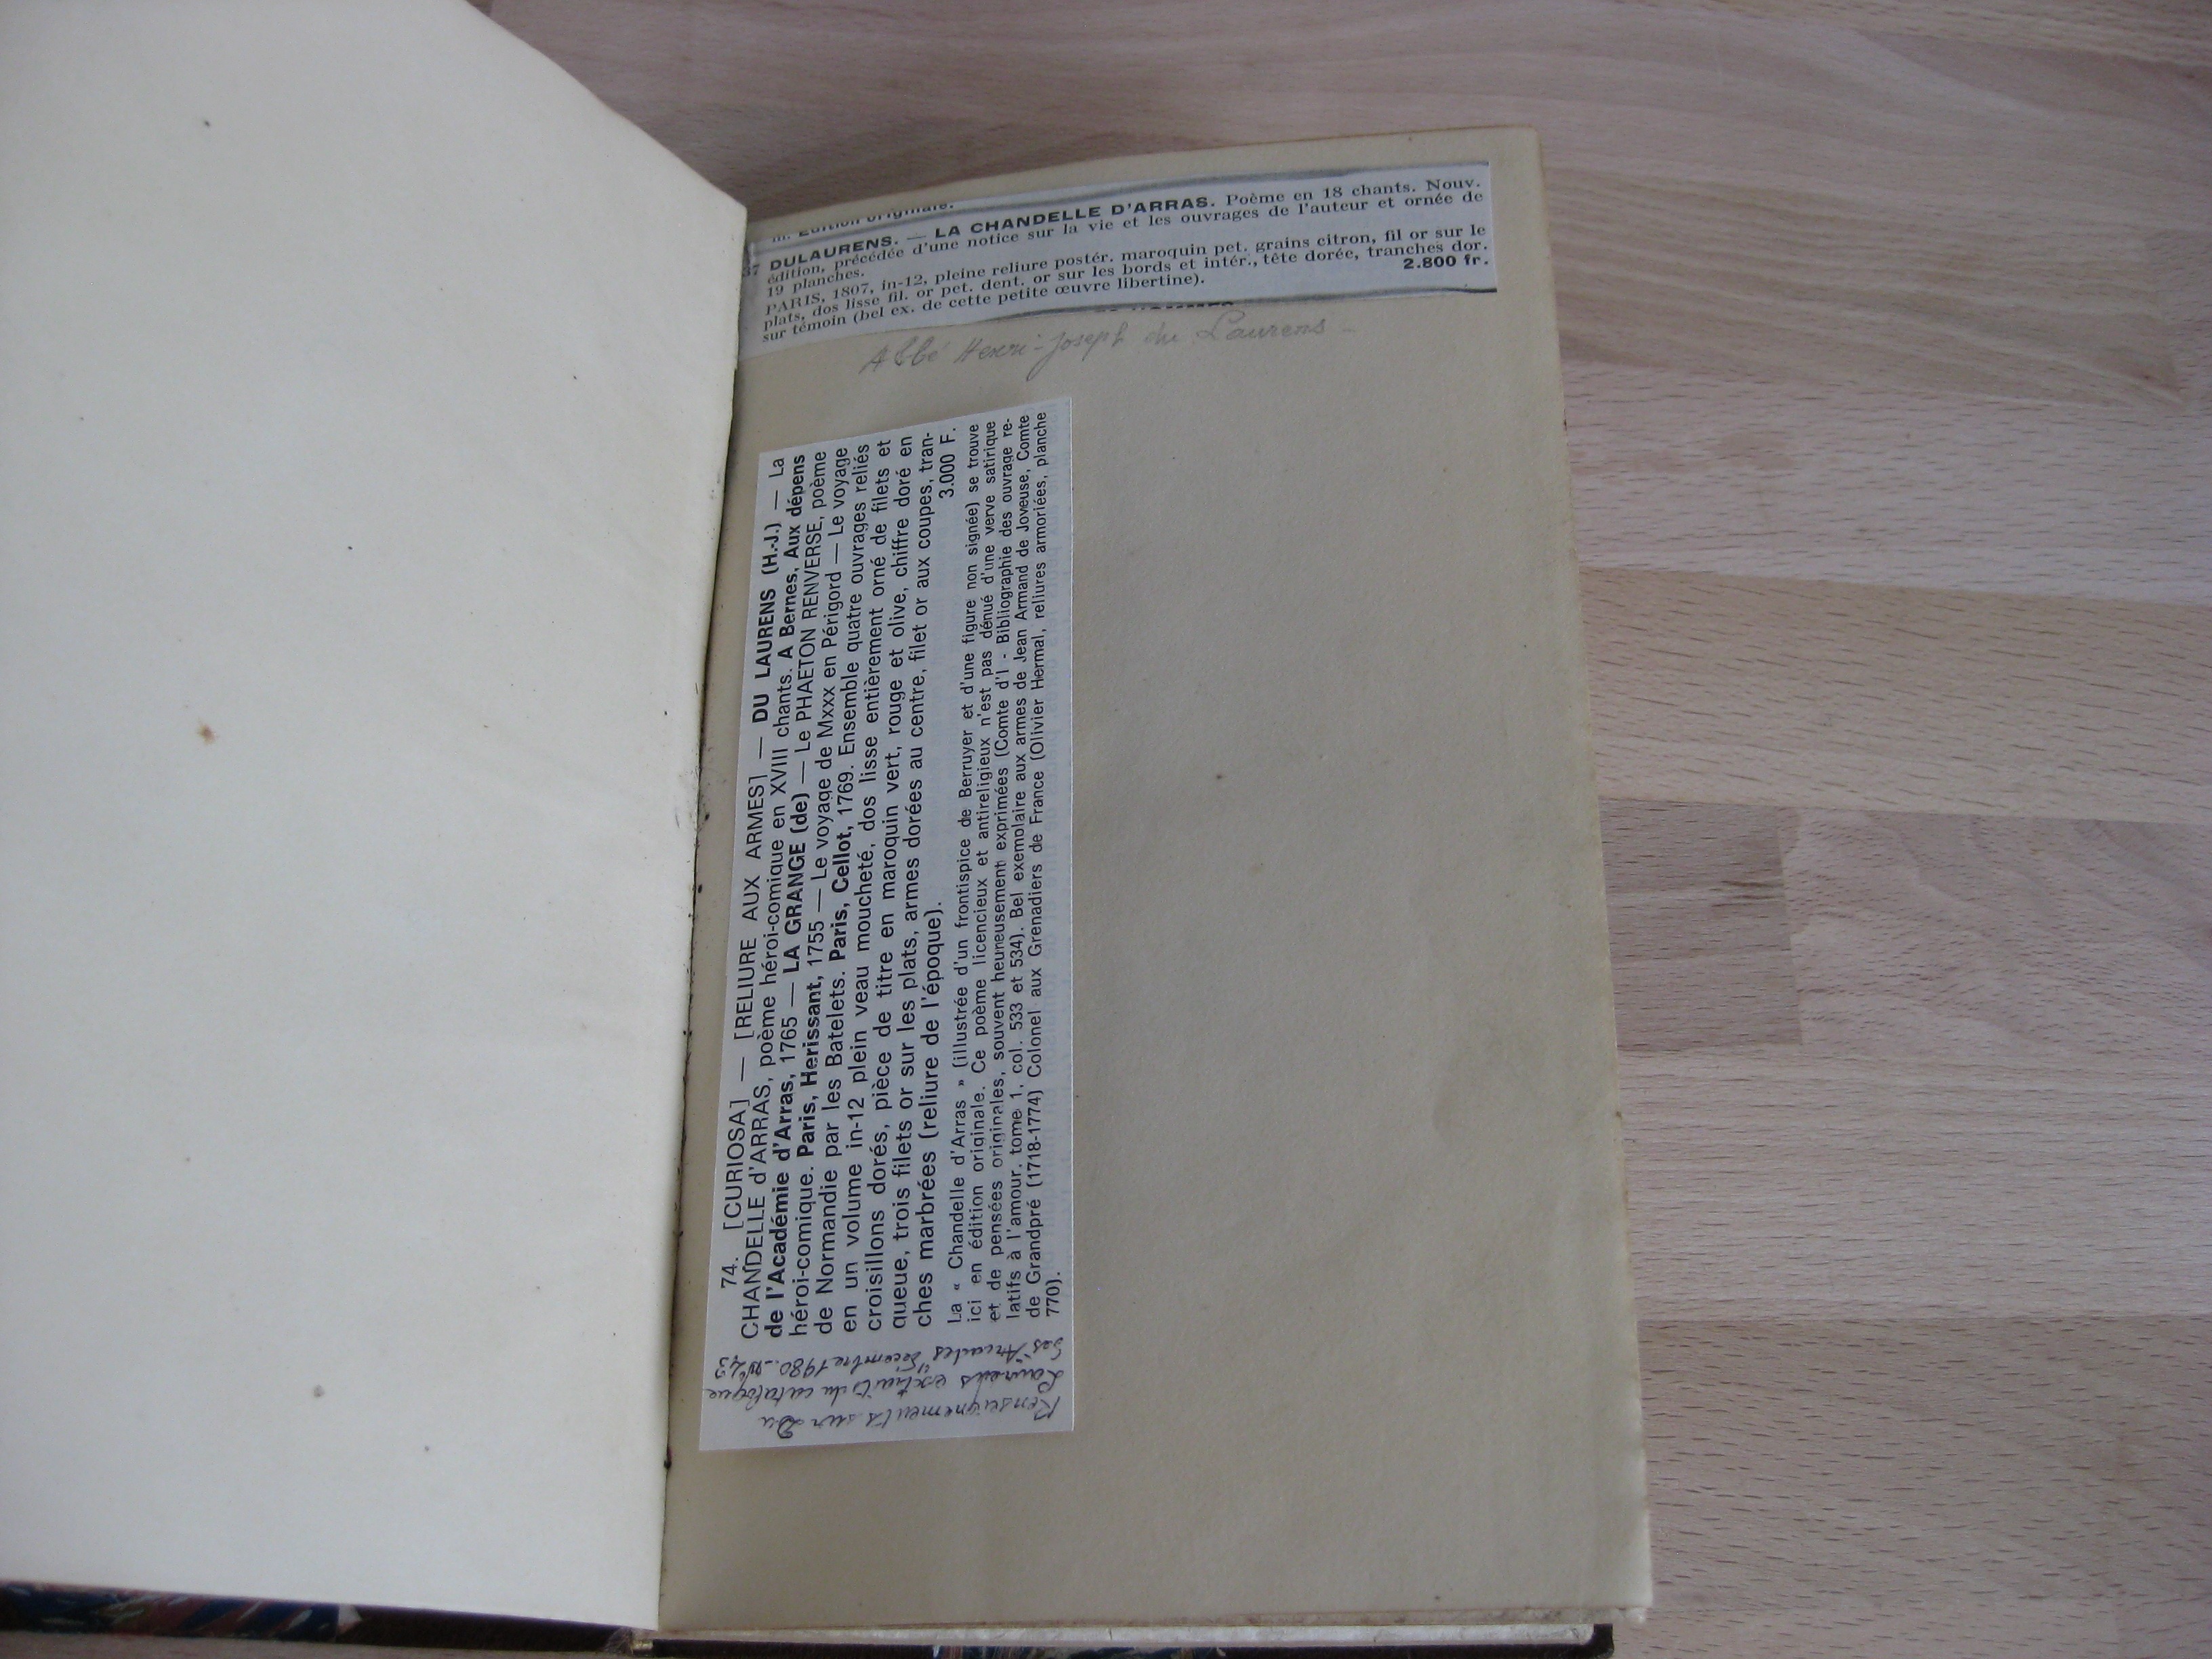 m. Edition originale.
37 DULAURENS. — LA CHANDELLE D'ARRAS. Poème en 18 chants. Nouv.
édition, précédée d'une notice sur la vie et les ouvrages de l'auteur et ornée de
19 planches.
PARIS, 1807, in-12, pleine reliure postér. maroquin pet. grains citron, fil or sur le
plats, dos lisse fil. or pet. dent. or sur les bords et intér., tête dorée, tranches dor.
sur témoin (bel ex. de cette petite œuvre libertine). 2.800 fr.
Abbé Henri-Joseph du Laurens —
74. [CURIOSA] — [RELIURE AUX ARMES] — DU LAURENS (H.-J.) — La
CHANDELLE d'ARRAS, poème héroi-comique en XVIII chants. A Bernes, Aux dépens
de l'Académie d'Arras, 1765 — LA GRANGE (de) — Le PHAETON RENVERSE, poème
héroi-comique. Paris, Herissant, 1755 — Le voyage de Mxxx en Périgord — Le voyage
de Normandie par les Batelets. Paris, Cellot, 1769. Ensemble quatre ouvrages reliés
en un volume in-12 plein veau moucheté, dos lisse entièrement orné de filets et
croisillons dorés, pièce de titre en maroquin vert, rouge et olive, chiffre doré en
queue, trois filets or sur les plats, armes dorées au centre, filet or aux coupes, tran-
ches marbrées (reliure de l'époque). 3.000 F.
La « Chandelle d'Arras » (illustrée d'un frontispice de Berruyer et d'une figure non signée) se trouve
ici en édition originale. Ce poème licencieux et antireligieux n'est pas dénué d'une verve satirique
et de pensées originales, souvent heureusement exprimées (Comte d'I - Bibliographie des ouvrage re-
latifs à l'amour, tome 1, col. 533 et 534). Bel exemplaire aux armes de Jean Armand de Joyeuse, Comte
de Grandpré (1718-1774) Colonel aux Grenadiers de France (Olivier Hermal, reliures armoriées, planche
770).
Renseignements sur Du
Laurens extraits du catalogue
"Les Arcades" Décembre 1980 - n° 43